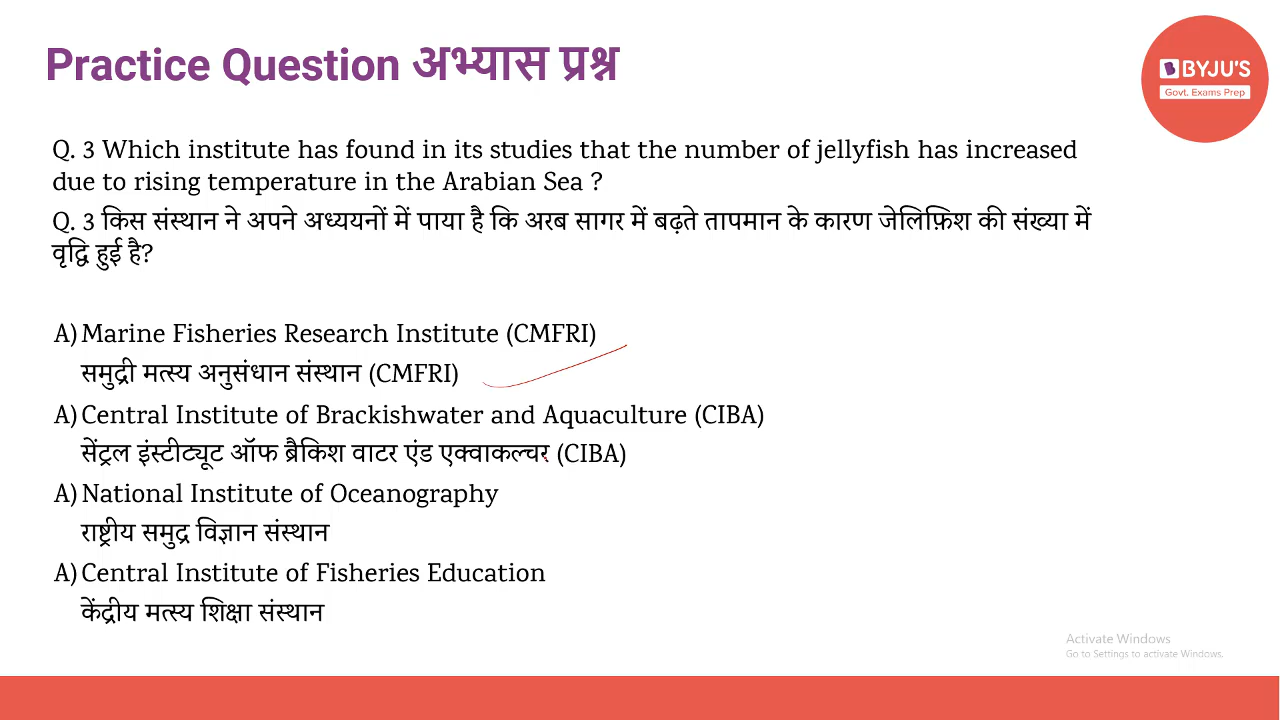 Practice Question अभ्यास प्रश्न
BYJU'S
Govt. Exams Prep
Q. 3 Which institute has found in its studies that the number of jellyfish has increased
due to rising temperature in the Arabian Sea ?
Q. 3 किस संस्थान ने अपने अध्ययनों में पाया है कि अरब सागर में बढ़ते तापमान के कारण जेलिफ़िश की संख्या में
वृद्धि हुई है?
A) Marine Fisheries Research Institute (CMFRI)
समुद्री मत्स्य अनुसंधान संस्थान (CMFRI)
A) Central Institute of Brackishwater and Aquaculture (CIBA)
सेंट्रल इंस्टीट्यूट ऑफ ब्रैकिश वाटर एंड एक्वाकल्चर (CIBA)
A) National Institute of Oceanography
राष्ट्रीय समुद्र विज्ञान संस्थान
A) Central Institute of Fisheries Education
केंद्रीय मत्स्य शिक्षा संस्थान
Activate Windows
Go to Settings to activate Windows.